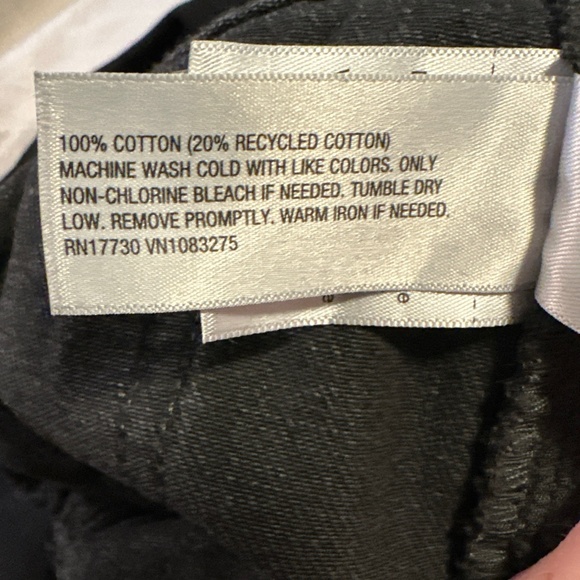 100% COTTON (20% RECYCLED COTTON)
MACHINE WASH COLD WITH LIKE COLORS. ONLY
NON-CHLORINE BLEACH IF NEEDED. TUMBLE DRY
LOW. REMOVE PROMPTLY. WARM IRON IF NEEDED.
RN17730 VN1083275